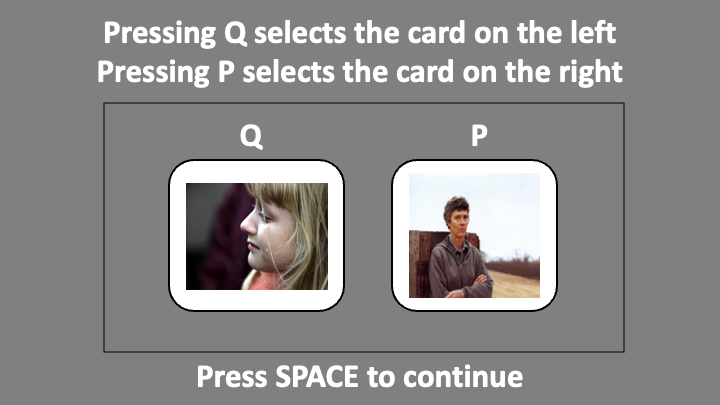 Pressing Q selects the card on the left
Pressing P selects the card on the right
Q P
Press SPACE to continue